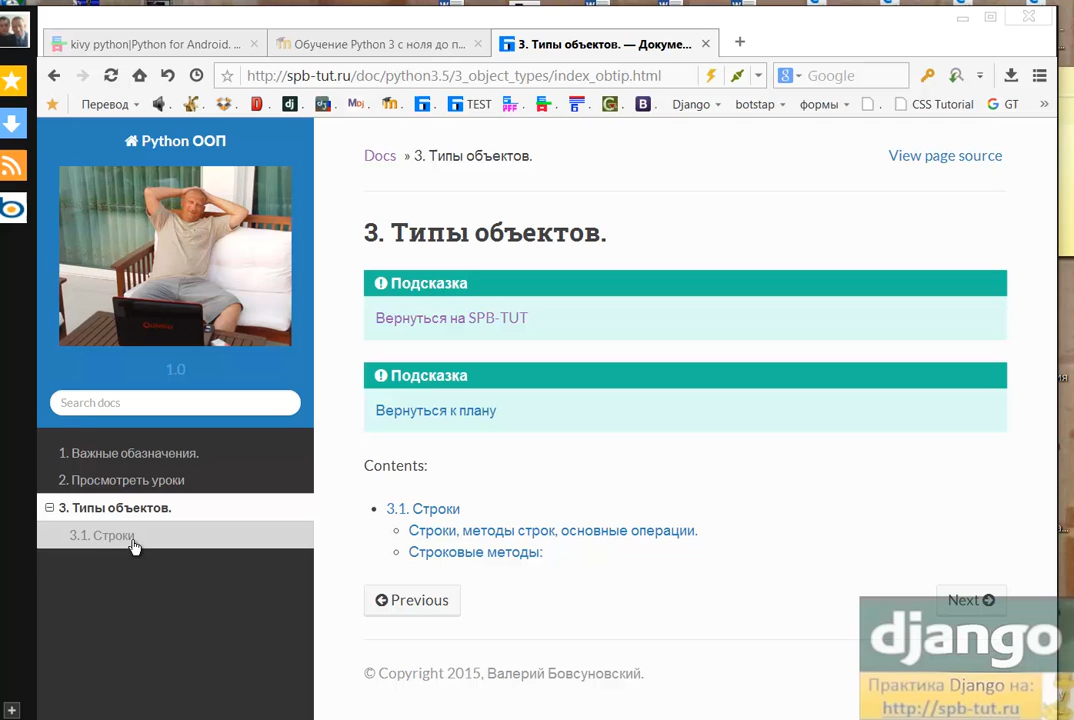 kivy python|Python for Android. ...
Обучение Python 3 с ноля до п...
3. Типы объектов. — Докуме...
http://spb-tut.ru/doc/python3.5/3_object_types/index_obtip.html
Google
Перевод
TEST
Django
botstap
формы
CSS Tutorial
GT
Python ООП
1.0
Search docs
1. Важные обазначения.
2. Просмотреть уроки
3. Типы объектов.
3.1. Строки
Docs » 3. Типы объектов.
View page source
3. Типы объектов.
Подсказка
Вернуться на SPB-TUT
Подсказка
Вернуться к плану
Contents:
3.1. Строки
Строки, методы строк, основные операции.
Строковые методы:
Previous
Next
© Copyright 2015, Валерий Бовсуновский.
django
Практика Django на:
http://spb-tut.ru